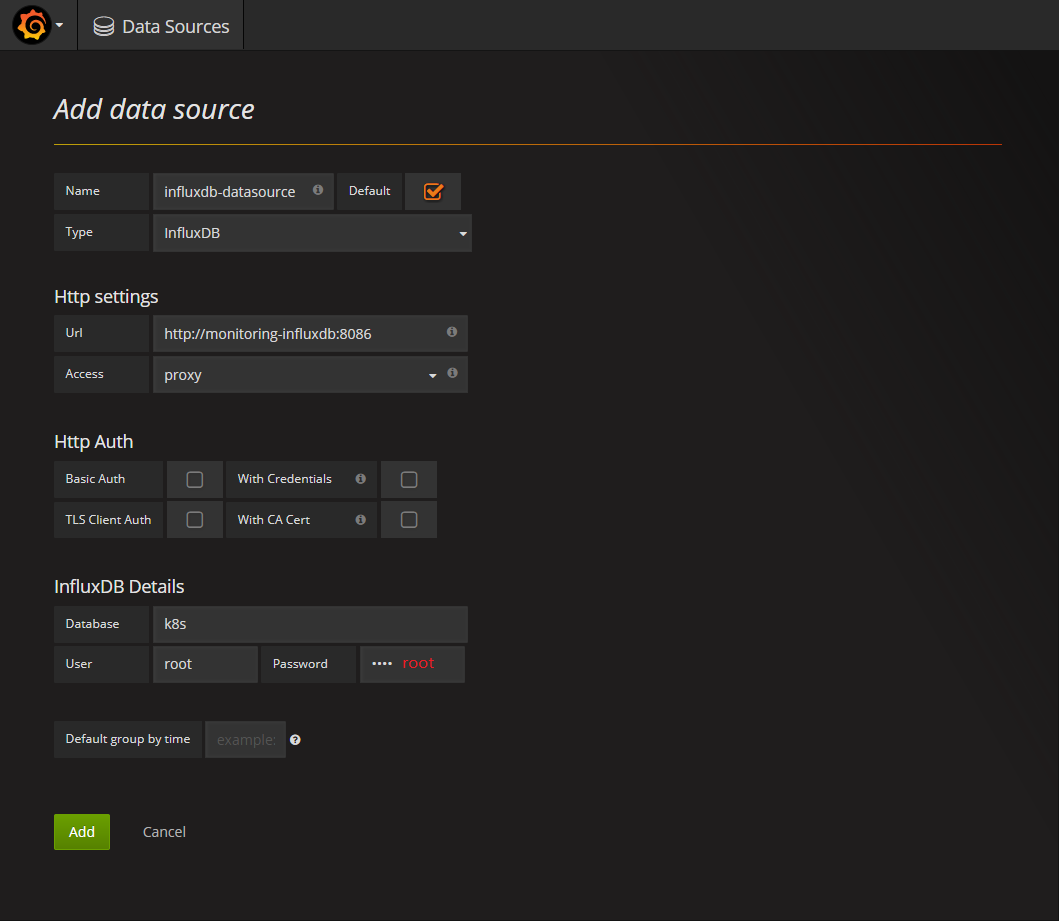 Data Sources
Add data source
Name influxdb-datasource Default
Type InfluxDB
Http settings
Url http://monitoring-influxdb:8086
Access proxy
Http Auth
Basic Auth With Credentials
TLS Client Auth With CA Cert
InfluxDB Details
Database k8s
User root Password •••• root
Default group by time example:
Add Cancel